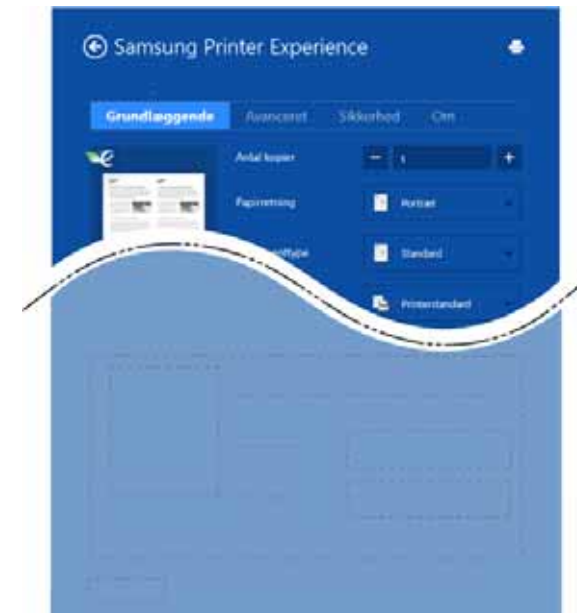 Samsung Printer Experience
Grundlæggende Avanceret Sikkerhed Om
Antal kopier 1
Papirretning Portræt
Standard
Printerstandard